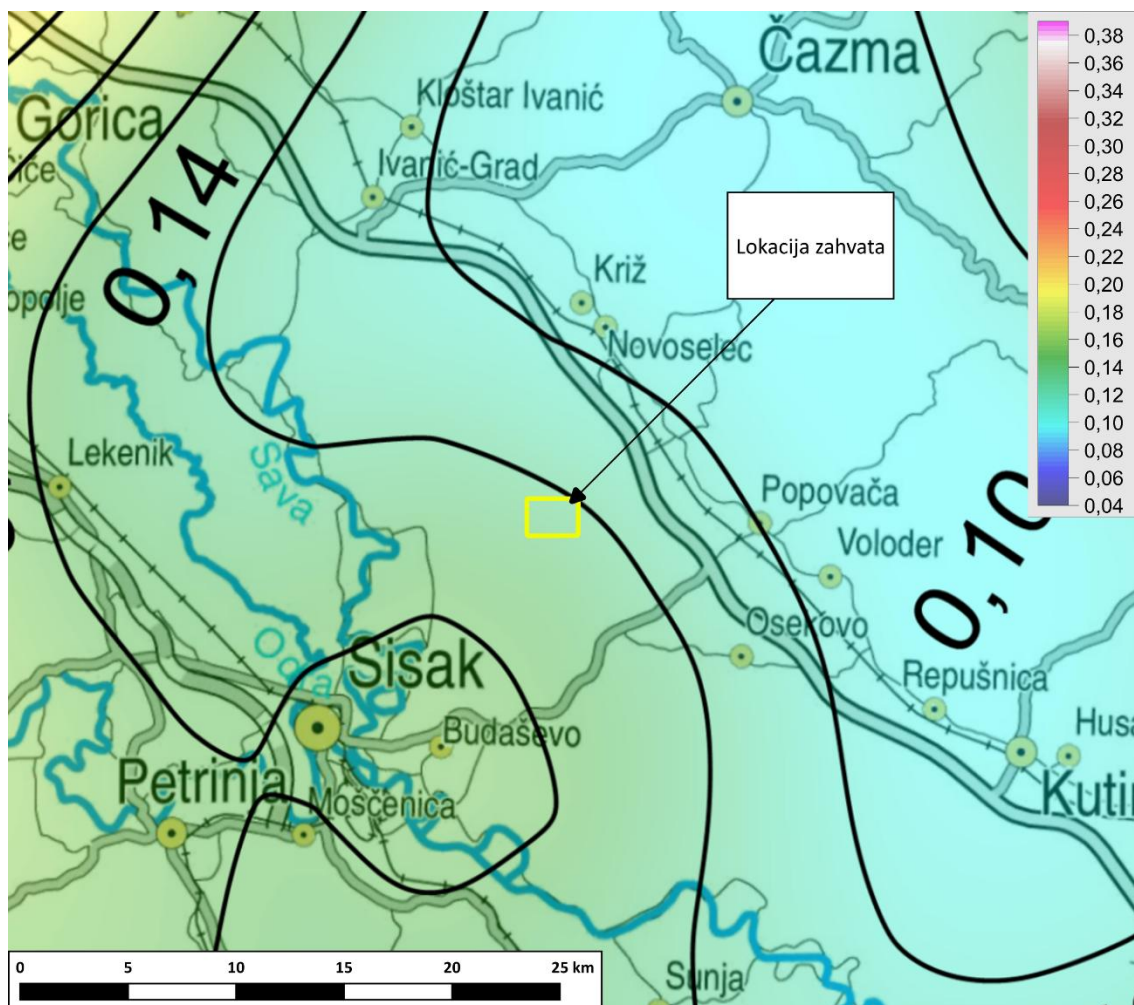 Čazma
Kloštar Ivanić
Gorica
Ivanić-Grad
0,14
Lokacija zahvata
Križ
Novoselec
Lekenik
Sava
Popovača
Voloder
0,10
Osekovo
Odra
Sisak
Repušnica
Budaševo
Petrinja
Moščenica
Sunja
0 5 10 15 20 25 km
0,38
0,36
0,34
0,32
0,30
0,28
0,26
0,24
0,22
0,20
0,18
0,16
0,14
0,12
0,10
0,08
0,06
0,04